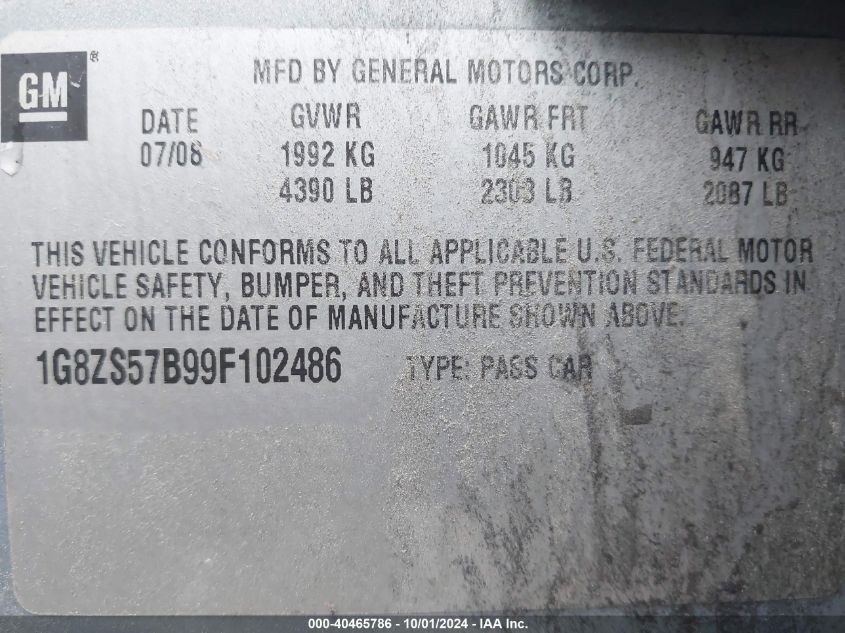 GM®
MFD BY GENERAL MOTORS CORP.
DATE GVWR GAWR FRT GAWR RR
07/08 1992 KG 1045 KG 947 KG
4390 LB 2303 LB 2087 LB
THIS VEHICLE CONFORMS TO ALL APPLICABLE U.S. FEDERAL MOTOR
VEHICLE SAFETY, BUMPER, AND THEFT PREVENTION STANDARDS IN
EFFECT ON THE DATE OF MANUFACTURE SHOWN ABOVE.
1G8ZS57B99F102486 TYPE: PASS CAR
000-40465786 - 10/01/2024 - IAA Inc.